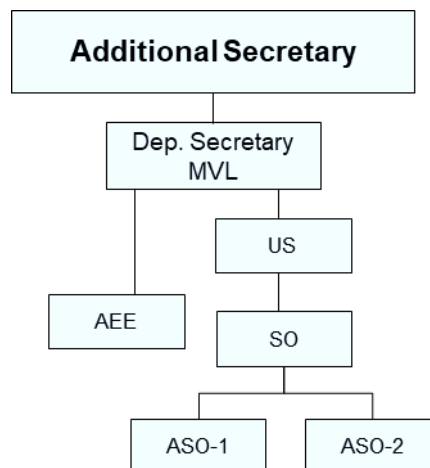 Additional Secretary
Dep. Secretary
MVL
US
AEE
SO
ASO-1
ASO-2